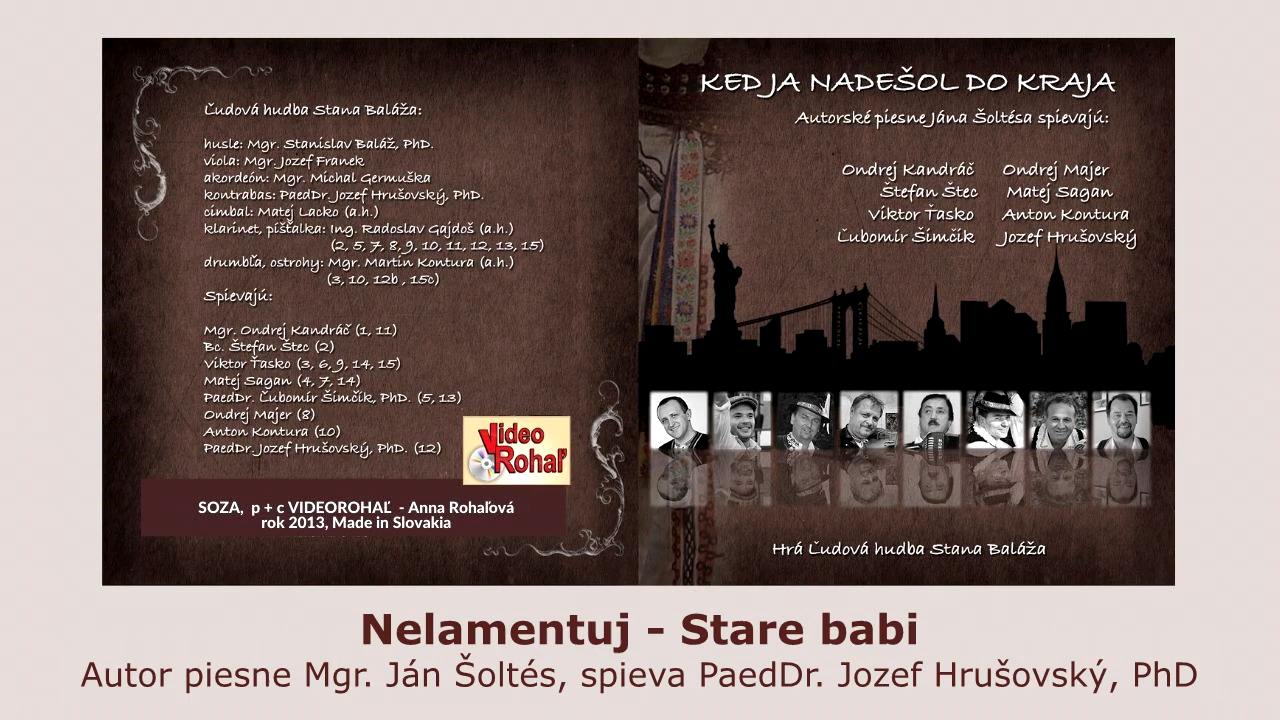 Ľudová hudba Stana Baláža:
husle: Mgr. Stanislav Baláž, PhD.
viola: Mgr. Jozef Franek
akordeón: Mgr. Michal Germuška
kontrabas: PaedDr. Jozef Hrušovský, PhD.
cimbal: Matej Lacko (a.h.)
klarinet, píšťalka: Ing. Radoslav Gajdoš (a.h.)
(2, 5, 7, 8, 9, 10, 11, 12, 13, 15)
drumbľa, ostrohy: Mgr. Martin Kontura (a.h.)
(3, 10, 12b , 15c)
Spievajú:
Mgr. Ondrej Kandráč (1, 11)
Bc. Štefan Štec (2)
Viktor Ťasko (3, 6, 9, 14, 15)
Matej Sagan (4, 7, 14)
PaedDr. Ľubomír Šimčík, PhD. (5, 13)
Ondrej Majer (8)
Anton Kontura (10)
PaedDr. Jozef Hrušovský, PhD. (12)
Video
Rohaľ
SOZA, p + c VIDEOROHAĽ - Anna Rohaľová
rok 2013, Made in Slovakia
KED JA NADEŠOL DO KRAJA
Autorské piesne Jána Šoltésa spievajú:
Ondrej Kandráč Ondrej Majer
Štefan Štec Matej Sagan
Viktor Ťasko Anton Kontura
Ľubomír Šimčik Jozef Hrušovský
Hrá Ľudová hudba Stana Baláža
Nelamentuj - Stare babi
Autor piesne Mgr. Ján Šoltés, spieva PaedDr. Jozef Hrušovský, PhD